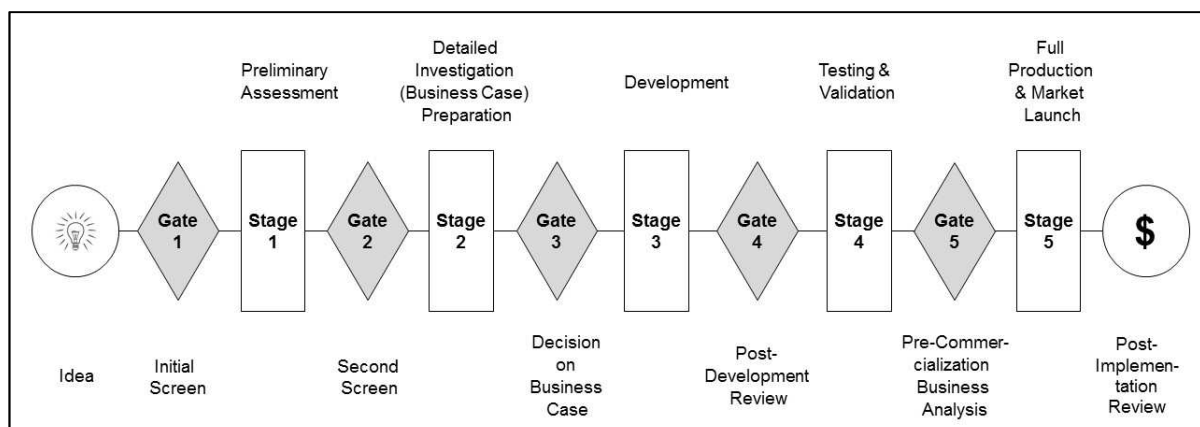 Preliminary
Assessment
Detailed
Investigation
(Business Case)
Preparation
Development
Testing &
Validation
Full
Production
& Market
Launch
Gate
1
Stage
1
Gate
2
Stage
2
Gate
3
Stage
3
Gate
4
Stage
4
Gate
5
Stage
5
$
Idea
Initial
Screen
Second
Screen
Decision
on
Business
Case
Post-
Development
Review
Pre-Commer-
cialization
Business
Analysis
Post-
Implemen-
tation
Review